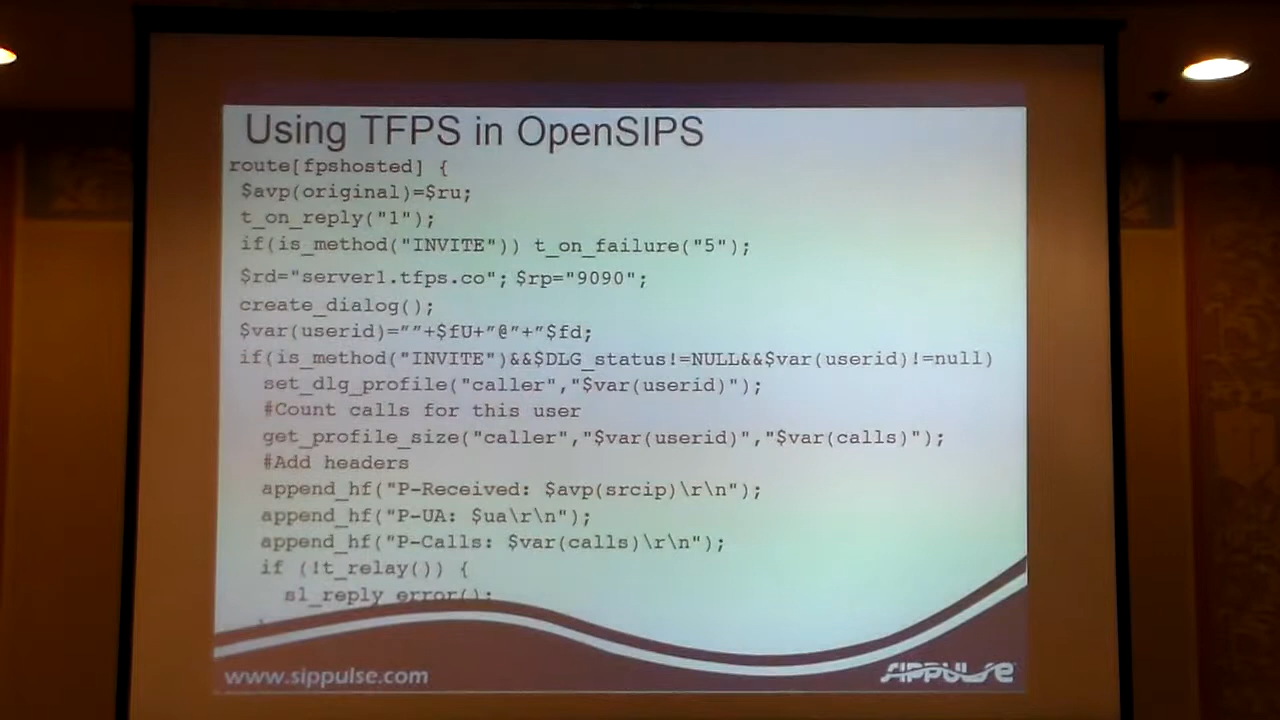 Using TFPS in OpenSIPS
route[fpshosted] {
$avp(original)=$ru;
t_on_reply("1");
if(is_method("INVITE")) t_on_failure("5");
$rd="server1.tfps.co"; $rp="9090";
create_dialog();
$var(userid)=””+$fU+”@”+”$fd;
if(is_method("INVITE")&&$DLG_status!=NULL&&$var(userid)!=null)
set_dlg_profile("caller","$var(userid)");
#Count calls for this user
get_profile_size("caller","$var(userid)","$var(calls)");
#Add headers
append_hf("P-Received: $avp(srcip)\r\n");
append_hf("P-UA: $ua\r\n");
append_hf("P-Calls: $var(calls)\r\n");
if (!t_relay()) {
sl_reply_error();
www.sippulse.com
SIPPULSE